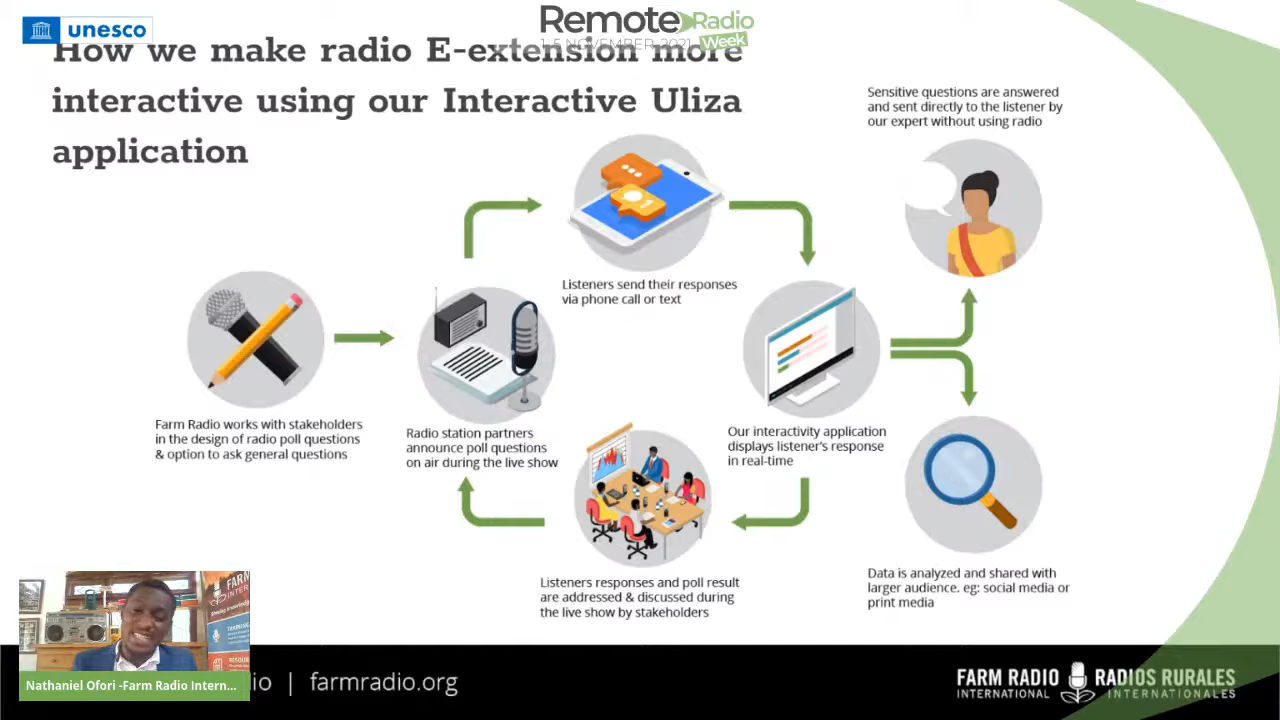 unesco
Remote Radio
Week
1-5 NOVEMBER 2021
How we make radio E-extension more
interactive using our Interactive Uliza
application
Sensitive questions are answered
and sent directly to the listener by
our expert without using radio
Listeners send their responses
via phone call or text
Farm Radio works with stakeholders
in the design of radio poll questions
& option to ask general questions
Radio station partners
announce poll questions
on air during the live show
Our interactivity application
displays listener's response
in real-time
Listeners responses and poll result
are addressed & discussed during
the live show by stakeholders
Data is analyzed and shared with
larger audience. eg: social media or
print media
FARM
Nathaniel Ofori -Farm Radio Intern...
| farmradio.org
FARM RADIO
INTERNATIONAL
RADIOS RURALES
INTERNATIONALES